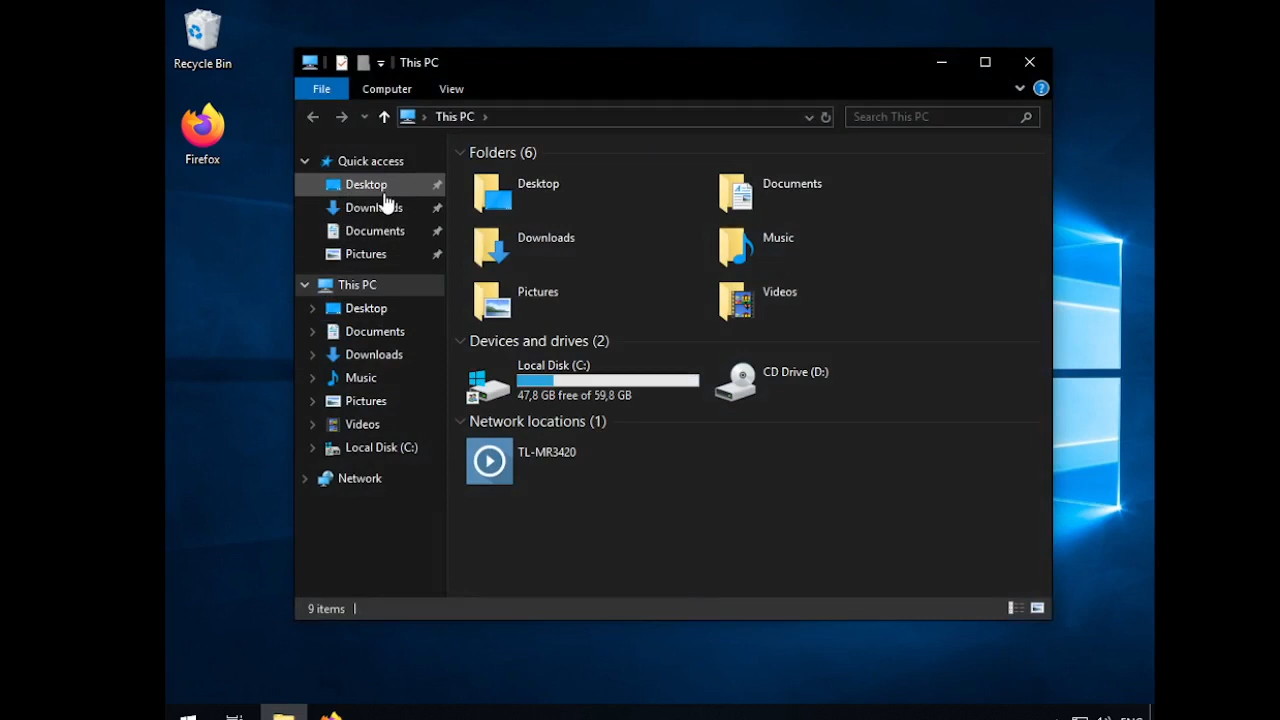 Recycle Bin
Firefox
This PC
File Computer View
This PC
Search This PC
Quick access
Desktop
Downloads
Documents
Pictures
This PC
Desktop
Documents
Downloads
Music
Pictures
Videos
Local Disk (C:)
Network
Folders (6)
Desktop
Documents
Downloads
Music
Pictures
Videos
Devices and drives (2)
Local Disk (C:)
47,8 GB free of 59,8 GB
CD Drive (D:)
Network locations (1)
TL-MR3420
9 items
ENG